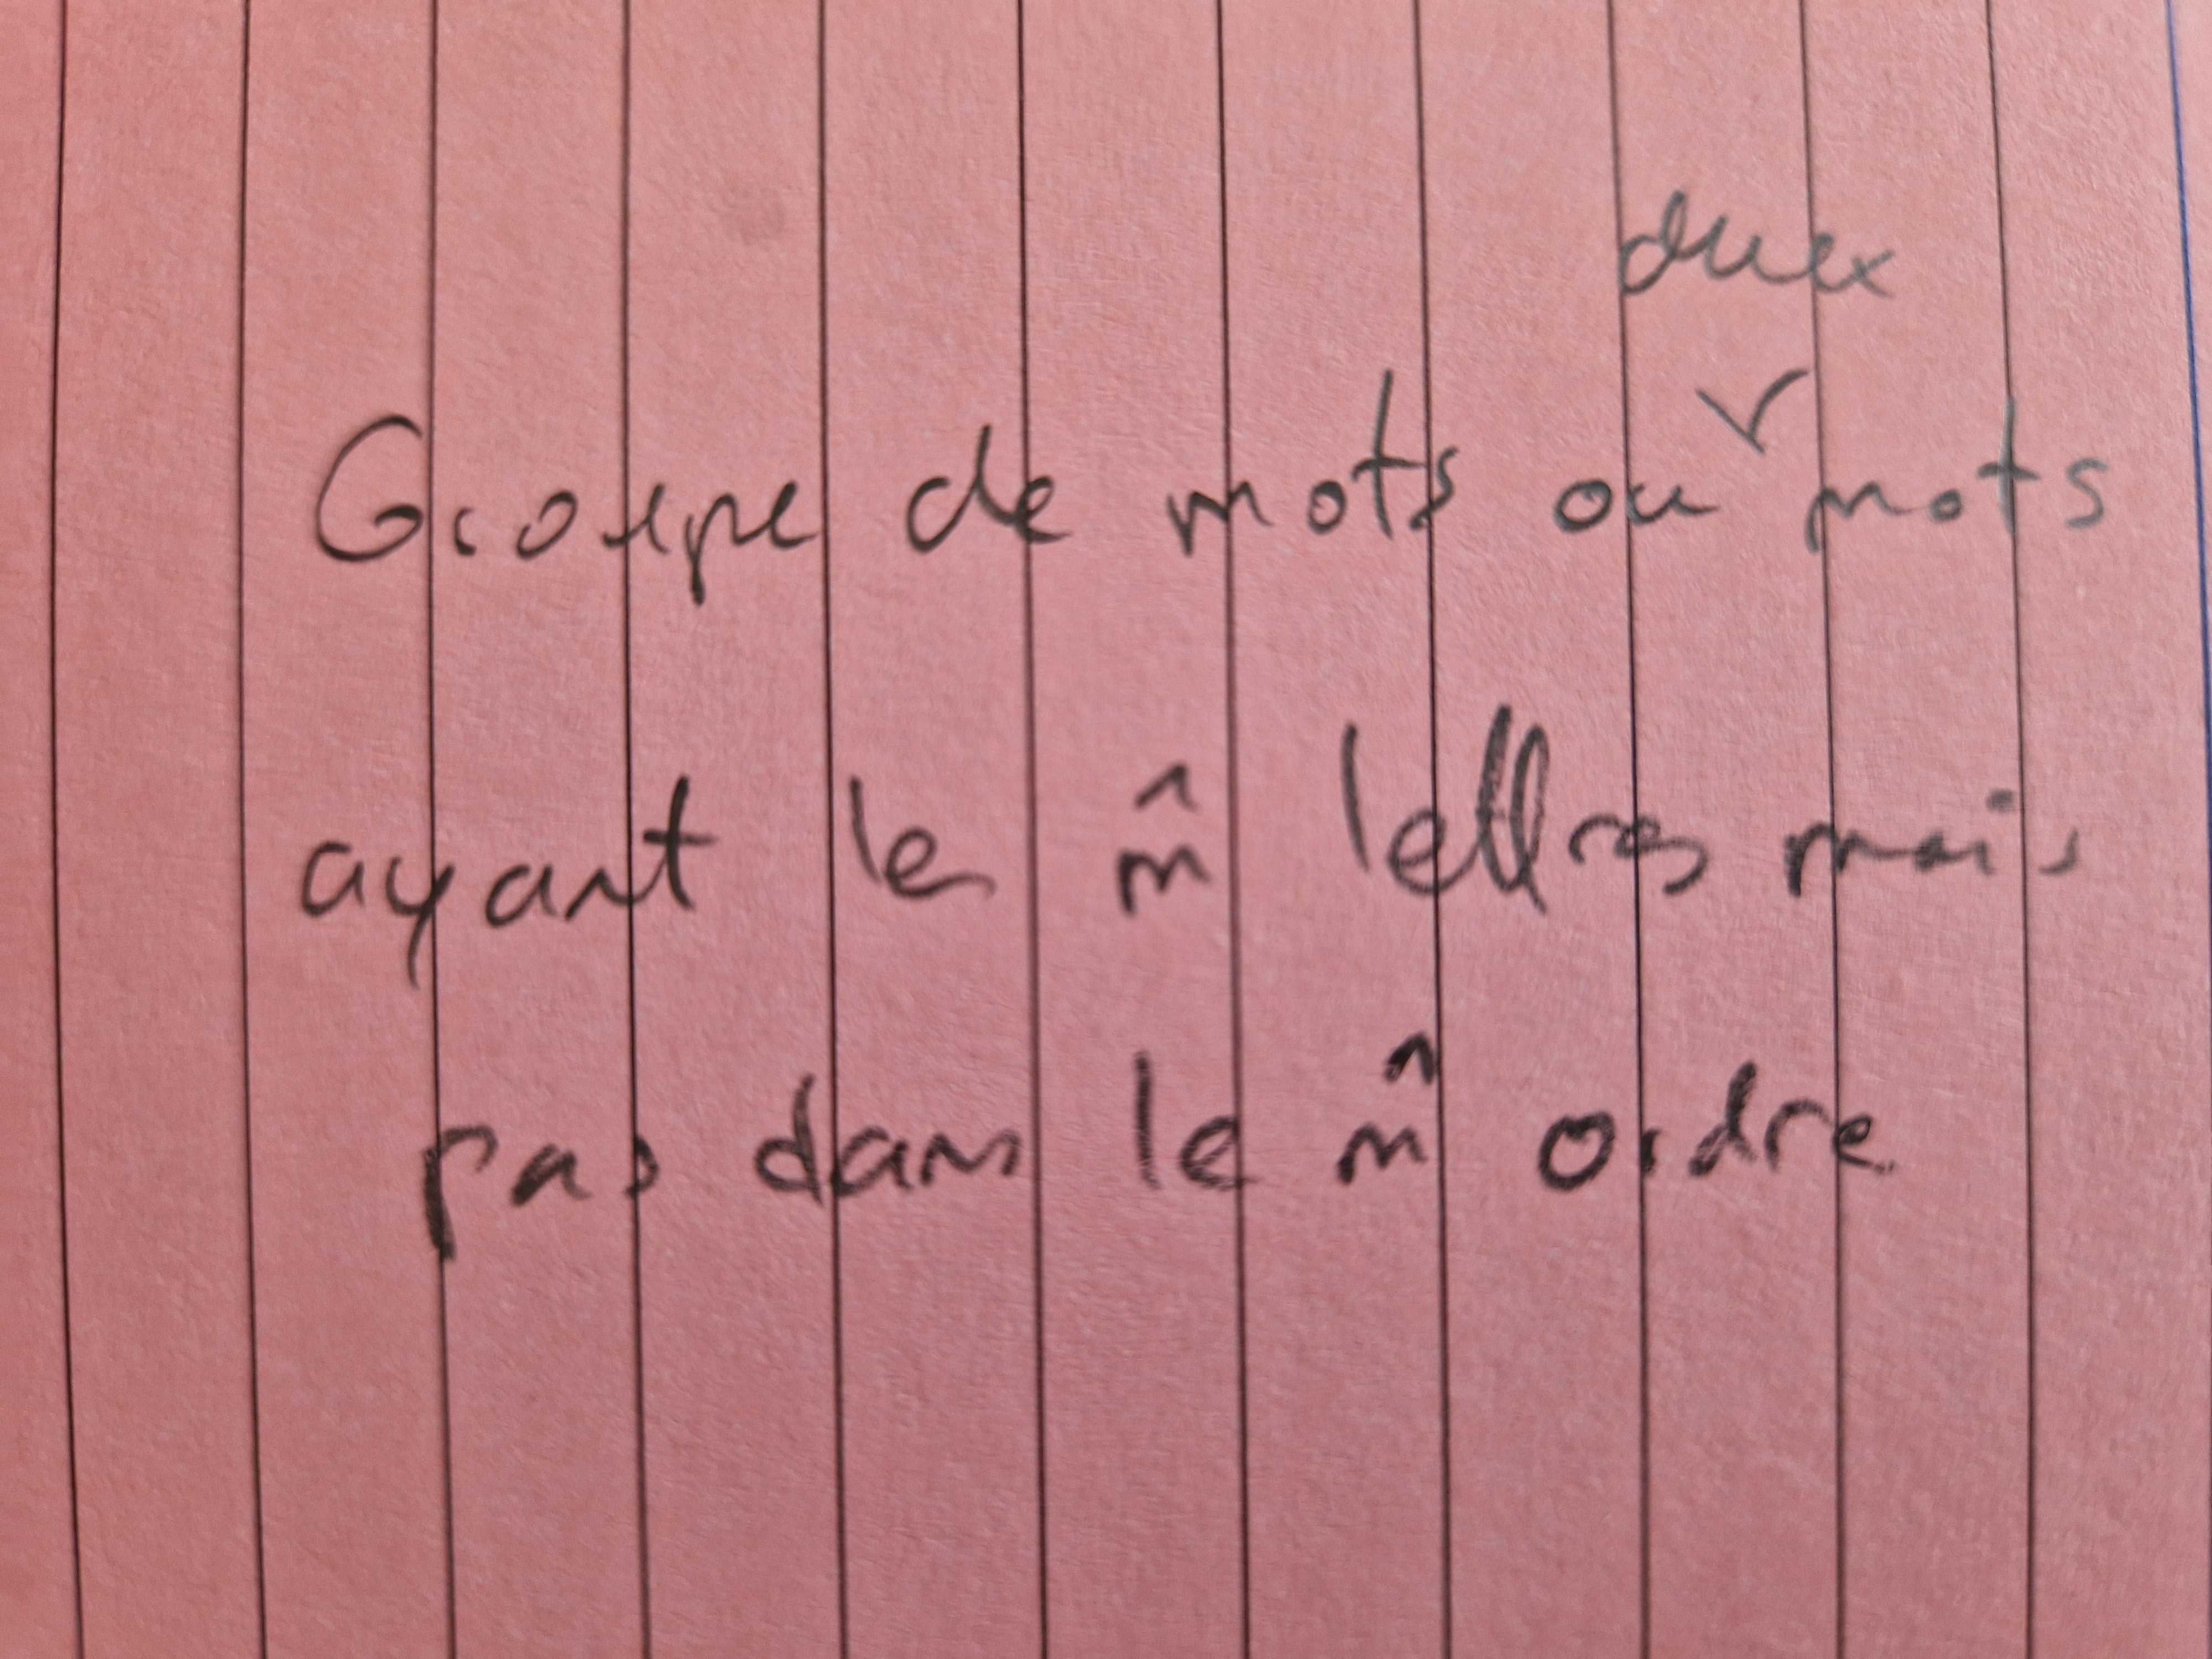 deux
Groupe de mots ou mots
ayant les m̂ lettres mais
pas dans le m̂ ordre